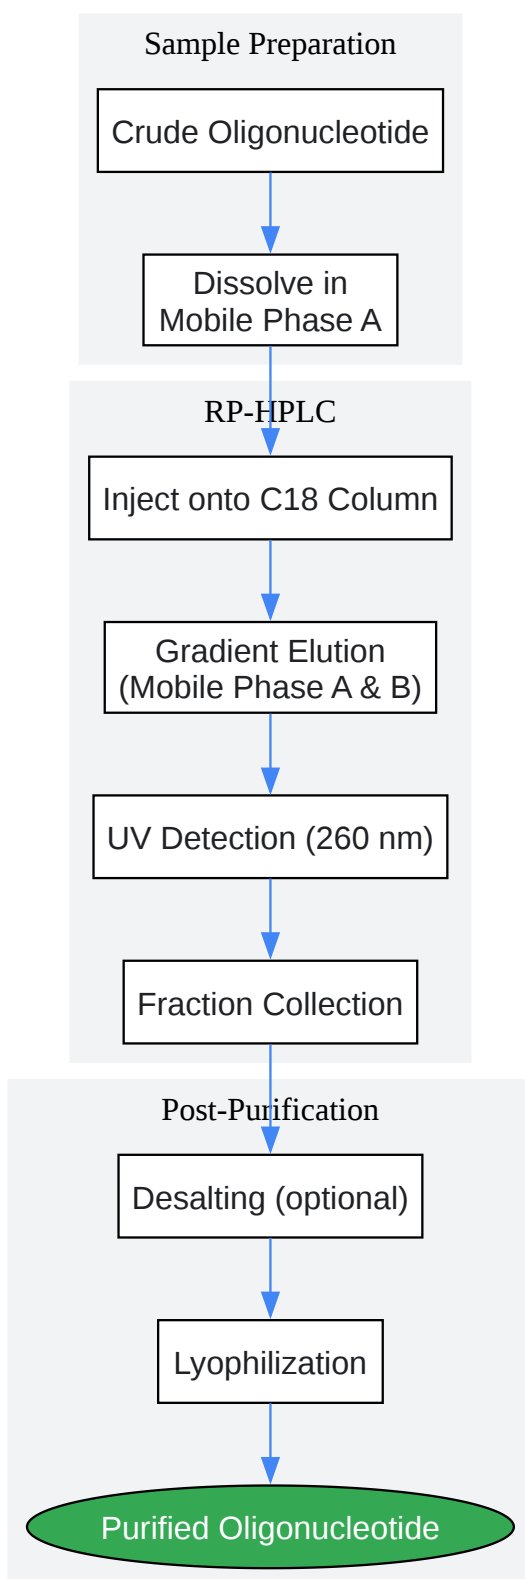 Sample Preparation
Crude Oligonucleotide
Dissolve in
Mobile Phase A
RP-HPLC
Inject onto C18 Column
Gradient Elution
(Mobile Phase A & B)
UV Detection (260 nm)
Fraction Collection
Post-Purification
Desalting (optional)
Lyophilization
Purified Oligonucleotide